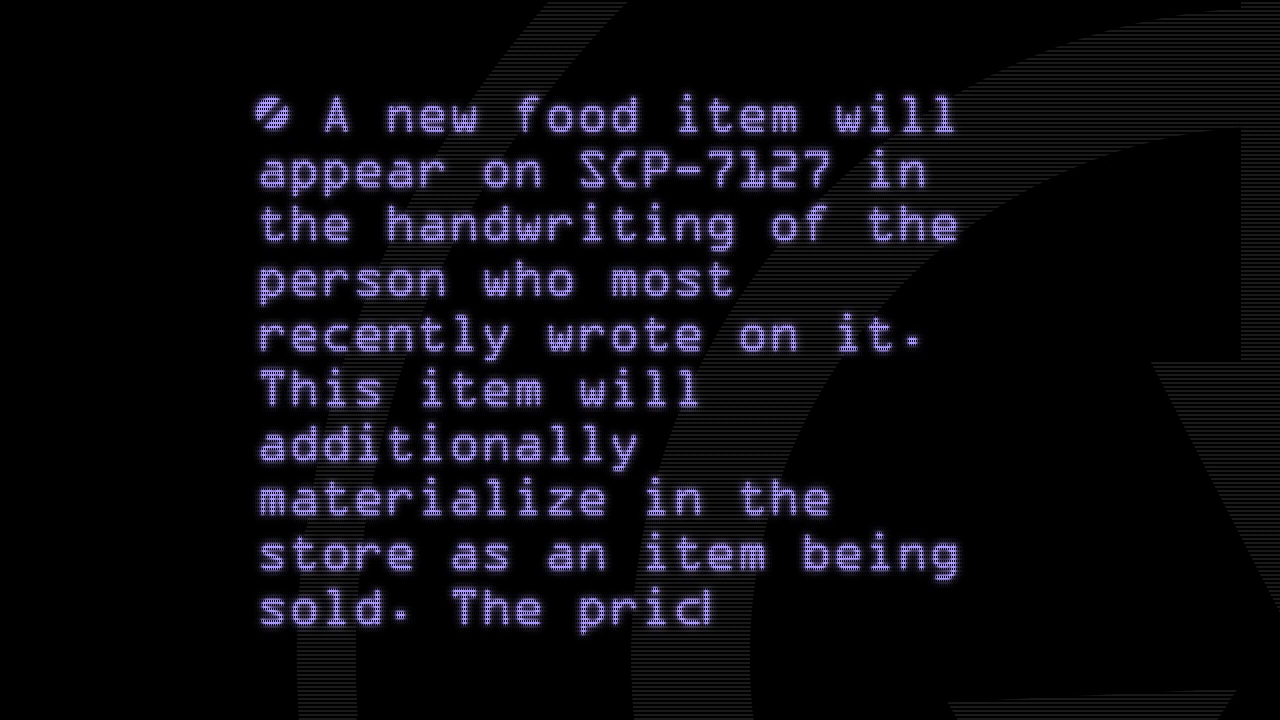 A new food item will
appear on SCP-7127 in
the handwriting of the
person who most
recently wrote on it.
This item will
additionally
materialize in the
store as an item being
sold. The prid